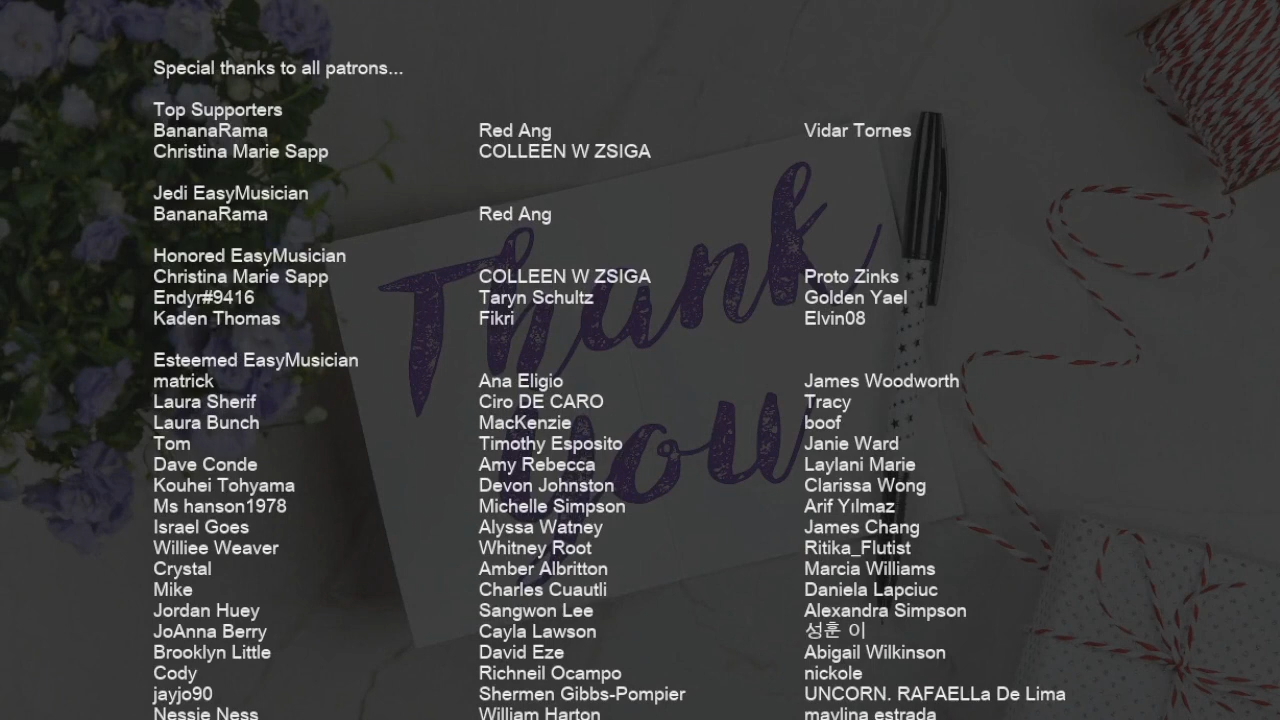 Special thanks to all patrons...
Top Supporters
BananaRama Red Ang Vidar Tornes
Christina Marie Sapp COLLEEN W ZSIGA
Jedi EasyMusician
BananaRama Red Ang
Honored EasyMusician
Christina Marie Sapp COLLEEN W ZSIGA Proto Zinks
Endyr#9416 Taryn Schultz Golden Yael
Kaden Thomas Fikri Elvin08
Esteemed EasyMusician
matrick Ana Eligio James Woodworth
Laura Sherif Ciro DE CARO Tracy
Laura Bunch MacKenzie boof
Tom Timothy Esposito Janie Ward
Dave Conde Amy Rebecca Laylani Marie
Kouhei Tohyama Devon Johnston Clarissa Wong
Ms hanson1978 Michelle Simpson Arif Yılmaz
Israel Goes Alyssa Watney James Chang
Williee Weaver Whitney Root Ritika_Flutist
Crystal Amber Albritton Marcia Williams
Mike Charles Cuautli Daniela Lapciuc
Jordan Huey Sangwon Lee Alexandra Simpson
JoAnna Berry Cayla Lawson 성훈 이
Brooklyn Little David Eze Abigail Wilkinson
Cody Richneil Ocampo nickole
jayjo90 Shermen Gibbs-Pompier UNCORN. RAFAELLa De Lima
Nessie Ness William Harton maylina estrada
Thank
you